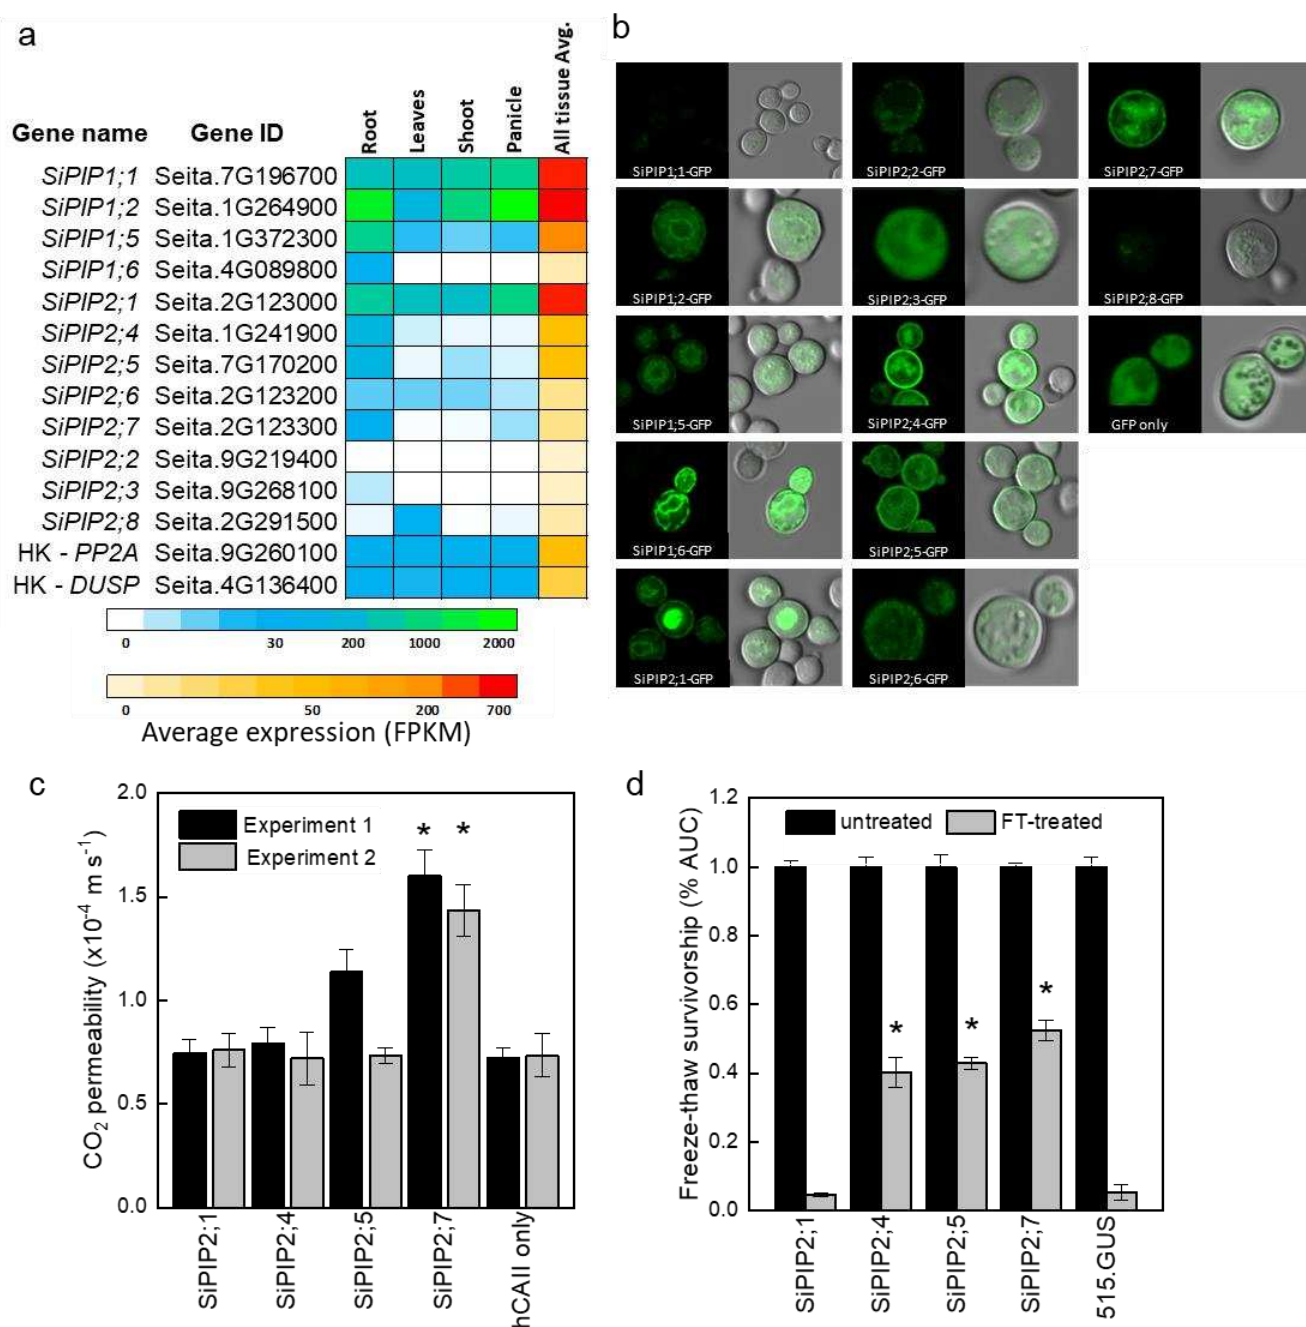 a
Gene name Gene ID Root Leaves Shoot Panicle All tissue Avg.
SiPIP1;1 Seita.7G196700
SiPIP1;2 Seita.1G264900
SiPIP1;5 Seita.1G372300
SiPIP1;6 Seita.4G089800
SiPIP2;1 Seita.2G123000
SiPIP2;4 Seita.1G241900
SiPIP2;5 Seita.7G170200
SiPIP2;6 Seita.2G123200
SiPIP2;7 Seita.2G123300
SiPIP2;2 Seita.9G219400
SiPIP2;3 Seita.9G268100
SiPIP2;8 Seita.2G291500
HK - PP2A Seita.9G260100
HK - DUSP Seita.4G136400
0 30 200 1000 2000
0 50 200 700
Average expression (FPKM)
b
SiPIP1;1-GFP SiPIP2;2-GFP SiPIP2;7-GFP
SiPIP1;2-GFP SiPIP2;3-GFP SiPIP2;8-GFP
SiPIP1;5-GFP SiPIP2;4-GFP GFP only
SiPIP1;6-GFP SiPIP2;5-GFP
SiPIP2;1-GFP SiPIP2;6-GFP
c
CO2 permeability (x10-4 m s-1)
2.0
1.5
1.0
0.5
0.0
Experiment 1
Experiment 2
* *
SiPIP2;1 SiPIP2;4 SiPIP2;5 SiPIP2;7 hCAII only
d
Freeze-thaw survivorship (% AUC)
1.2
1.0
0.8
0.6
0.4
0.2
0.0
untreated FT-treated
* * *
SiPIP2;1 SiPIP2;4 SiPIP2;5 SiPIP2;7 515.GUS